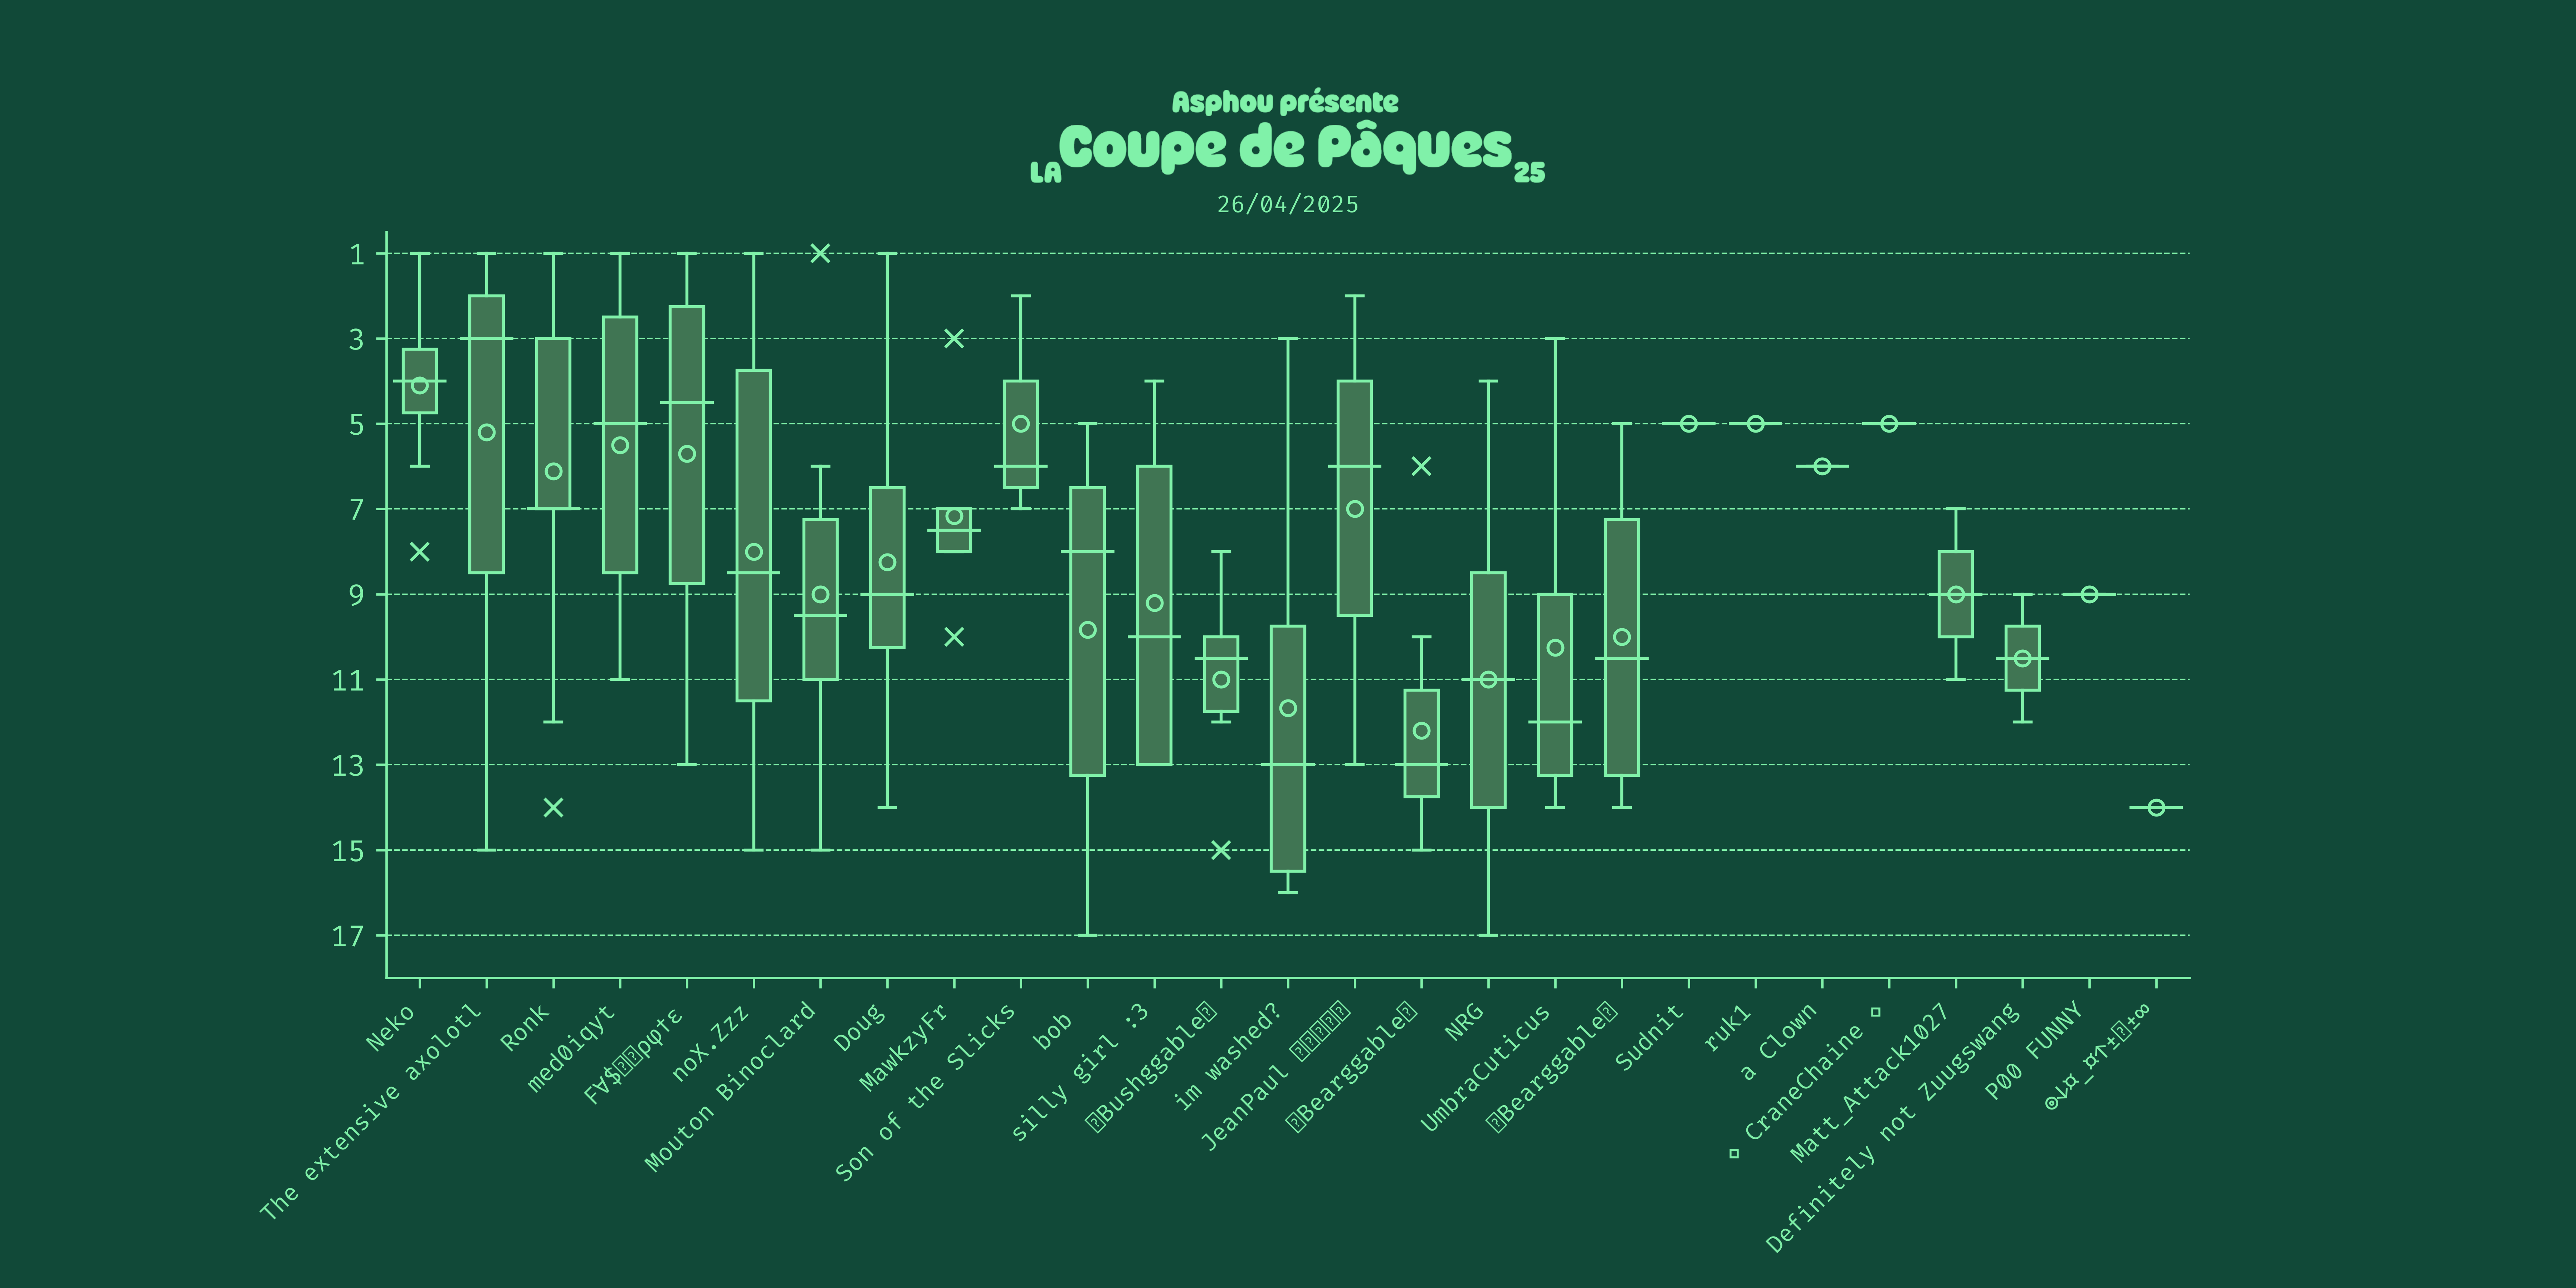 Asphou présente
LA Coupe de Pâques 25
26/04/2025
1
3
5
7
9
11
13
15
17
Neko
The extensive axolotl
Ronk
med0iqyt
noX.Zzz
Mouton Binoclard
Doug
MawkzyFr
Son of the Slicks
bob
silly girl :3
Bushggable
im washed?
JeanPaul
Bearggable
NRG
UmbraCuticus
Bearggable
Sudnit
ruk1
a Clown
CraneChaine
Matt_Attack1027
Definitely not Zuugswang
P00 FUNNY